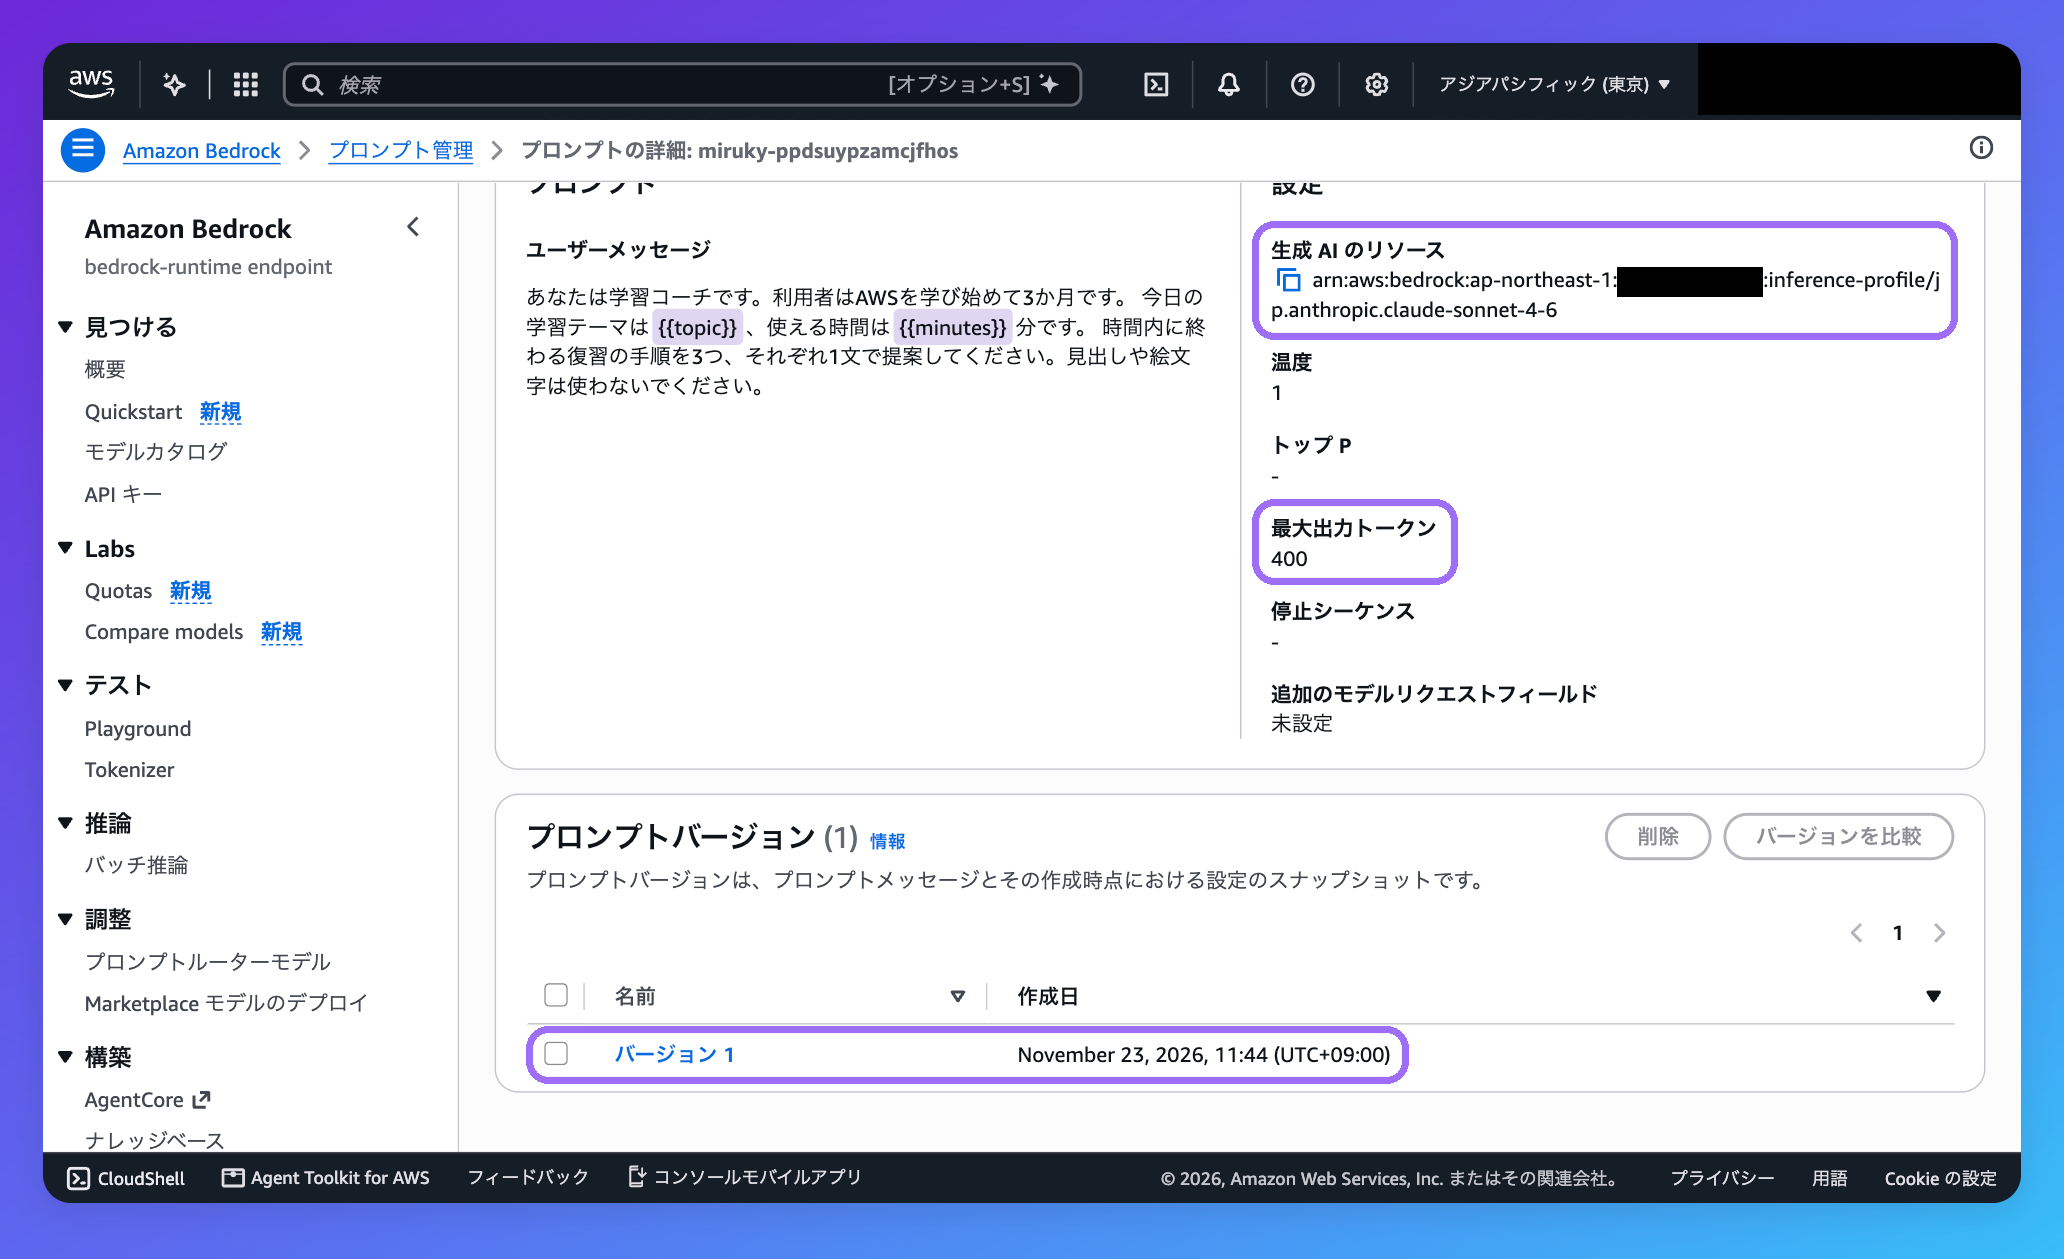 aws
検索
[オプション+S]
アジアパシフィック (東京) ▼
Amazon Bedrock
プロンプト管理
プロンプトの詳細: miruky-ppdsuypzamcjfhos
Amazon Bedrock
bedrock-runtime endpoint
見つける
概要
Quickstart 新規
モデルカタログ
API キー
Labs
Quotas 新規
Compare models 新規
テスト
Playground
Tokenizer
推論
バッチ推論
調整
プロンプトルーターモデル
Marketplace モデルのデプロイ
構築
AgentCore
ナレッジベース
プロンプト
ユーザーメッセージ
あなたは学習コーチです。利用者はAWSを学び始めて3か月です。 今日の
学習テーマは {{topic}} 、使える時間は {{minutes}} 分です。 時間内に終
わる復習の手順を3つ、それぞれ1文で提案してください。見出しや絵文
字は使わないでください。
設定
生成 AI のリソース
arn:aws:bedrock:ap-northeast-1: :inference-profile/j
p.anthropic.claude-sonnet-4-6
温度
1
トップ P
-
最大出力トークン
400
停止シーケンス
-
追加のモデルリクエストフィールド
未設定
プロンプトバージョン (1) 情報
削除
バージョンを比較
プロンプトバージョンは、プロンプトメッセージとその作成時点における設定のスナップショットです。
1
名前
作成日
バージョン 1
November 23, 2026, 11:44 (UTC+09:00)
CloudShell
Agent Toolkit for AWS
フィードバック
コンソールモバイルアプリ
© 2026, Amazon Web Services, Inc. またはその関連会社。
プライバシー
用語
Cookie の設定